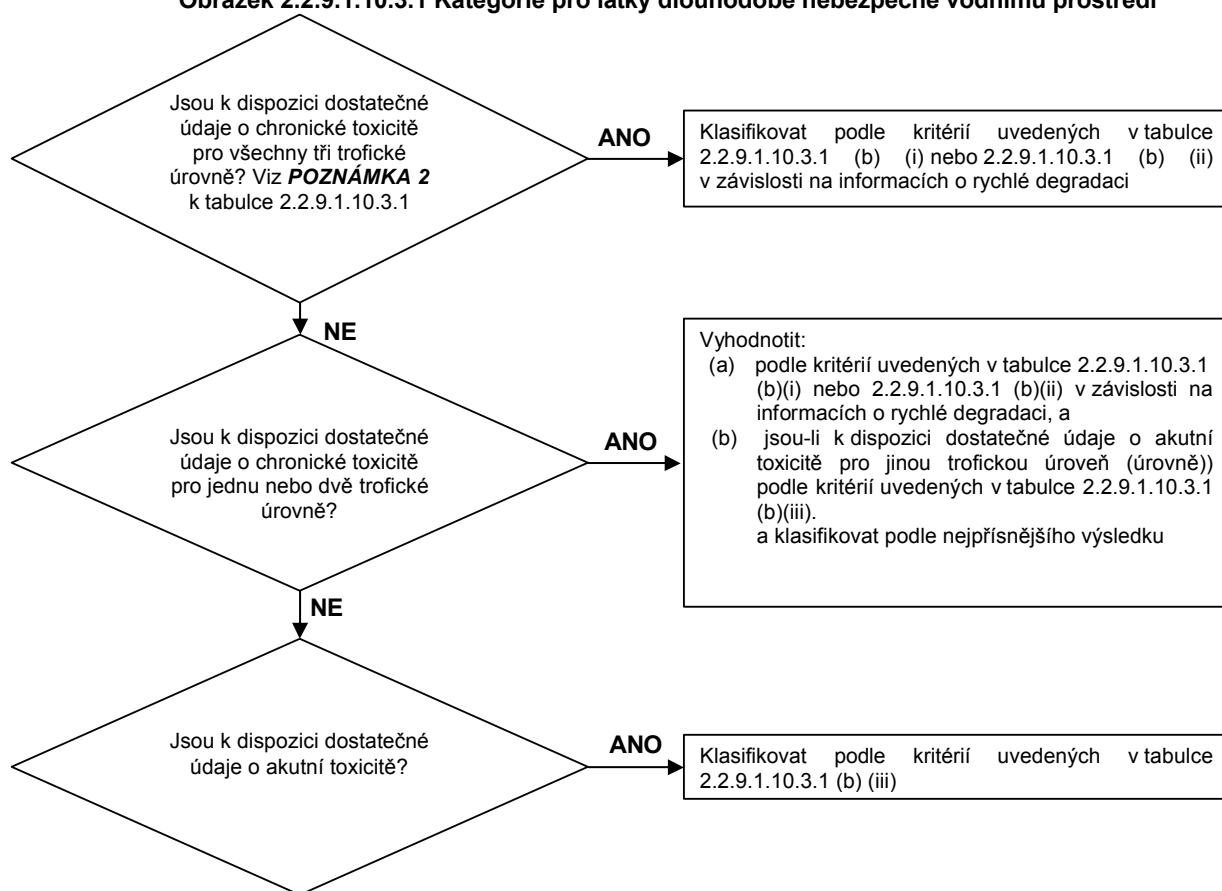 Obrázek 2.2.9.1.10.3.1 Kategorie pro látky dlouhodobě nebezpečné vodnímu prostředí
Jsou k dispozici dostatečné
údaje o chronické toxicitě
pro všechny tři trofické
úrovně? Viz POZNÁMKA 2
k tabulce 2.2.9.1.10.3.1
ANO
Klasifikovat podle kritérií uvedených v tabulce
2.2.9.1.10.3.1 (b) (i) nebo 2.2.9.1.10.3.1 (b) (ii)
v závislosti na informacích o rychlé degradaci
NE
Jsou k dispozici dostatečné
údaje o chronické toxicitě
pro jednu nebo dvě trofické
úrovně?
ANO
Vyhodnotit:
(a) podle kritérií uvedených v tabulce 2.2.9.1.10.3.1
(b)(i) nebo 2.2.9.1.10.3.1 (b)(ii) v závislosti na
informacích o rychlé degradaci, a
(b) jsou-li k dispozici dostatečné údaje o akutní
toxicitě pro jinou trofickou úroveň (úrovně))
podle kritérií uvedených v tabulce 2.2.9.1.10.3.1
(b)(iii).
a klasifikovat podle nejpřísnějšího výsledku
NE
Jsou k dispozici dostatečné
údaje o akutní toxicitě?
ANO
Klasifikovat podle kritérií uvedených v tabulce
2.2.9.1.10.3.1 (b) (iii)